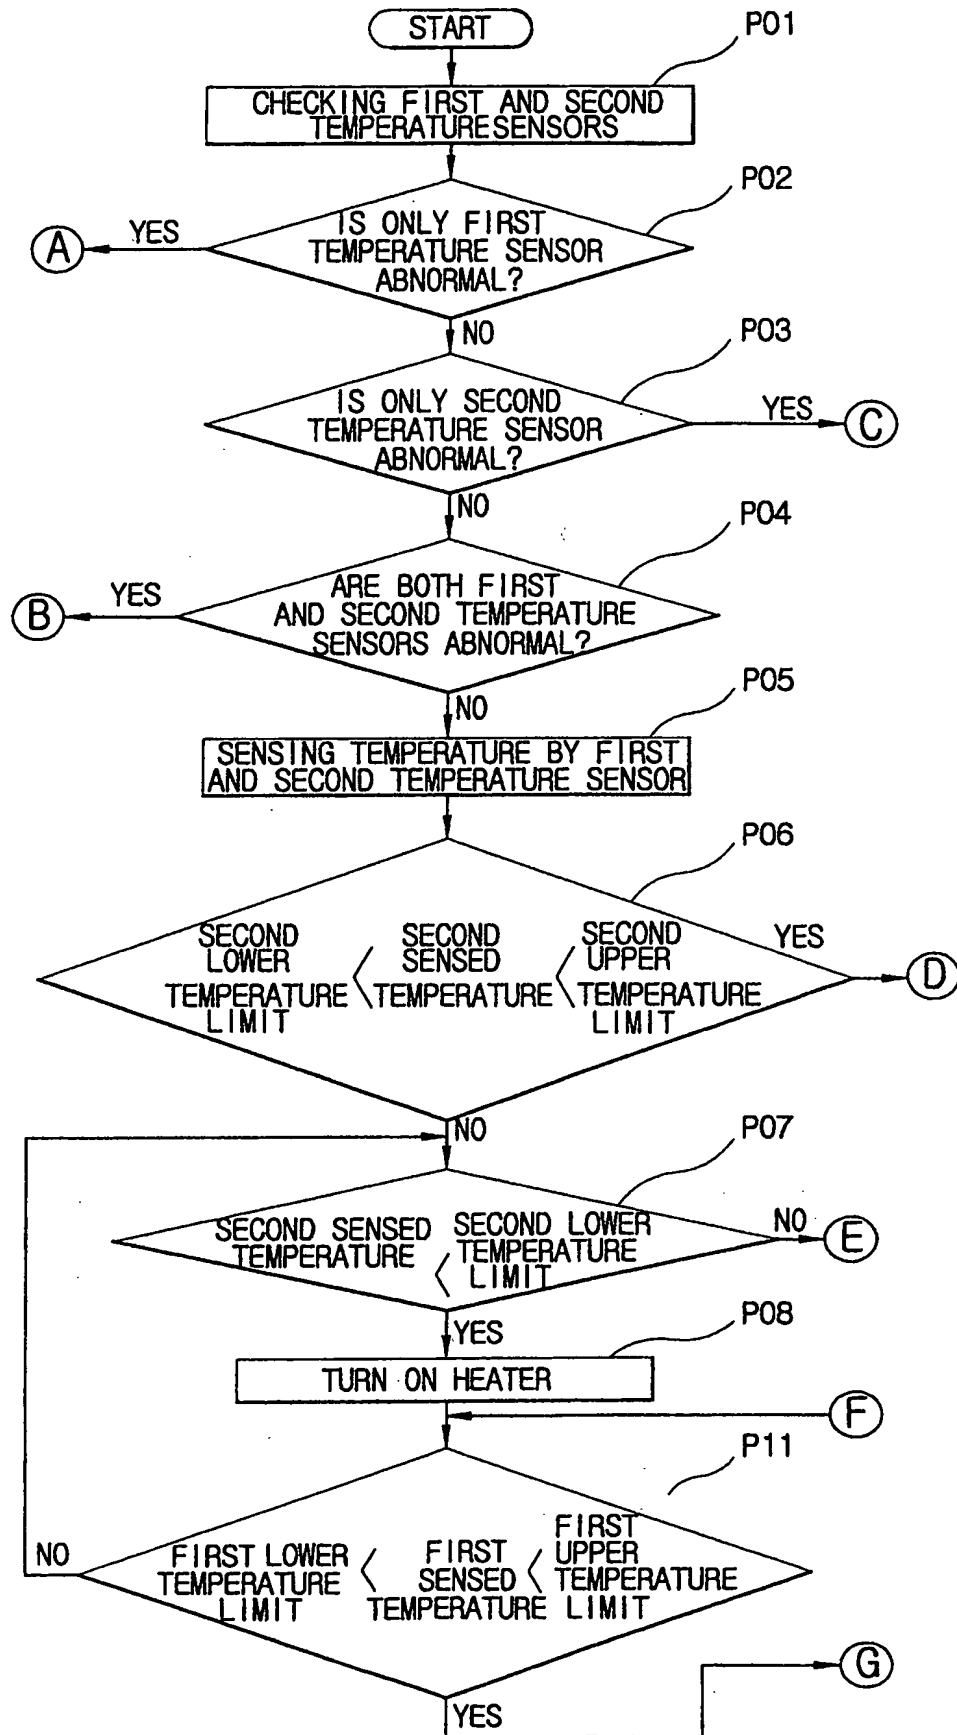 START
P01
CHECKING FIRST AND SECOND
TEMPERATURE SENSORS
P02
IS ONLY FIRST
TEMPERATURE SENSOR
ABNORMAL?
YES
A
NO
P03
IS ONLY SECOND
TEMPERATURE SENSOR
ABNORMAL?
YES
C
NO
P04
ARE BOTH FIRST
AND SECOND TEMPERATURE
SENSORS ABNORMAL?
YES
B
NO
P05
SENSING TEMPERATURE BY FIRST
AND SECOND TEMPERATURE SENSOR
P06
SECOND
LOWER
TEMPERATURE
LIMIT
<
SECOND
SENSED
TEMPERATURE
<
SECOND
UPPER
TEMPERATURE
LIMIT
YES
D
NO
P07
SECOND SENSED
TEMPERATURE
<
SECOND LOWER
TEMPERATURE
LIMIT
NO
E
YES
P08
TURN ON HEATER
F
P11
FIRST LOWER
TEMPERATURE
LIMIT
<
FIRST
SENSED
TEMPERATURE
<
FIRST
UPPER
TEMPERATURE
LIMIT
NO
G
YES